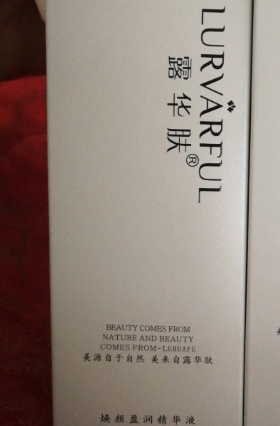 LURVARFUL
露华肤®
BEAUTY COMES FROM
NATURE AND BEAUTY
COMES FROM-LUHUAFU
美源自于自然 美来自露华肤
焕颜盈润精华液